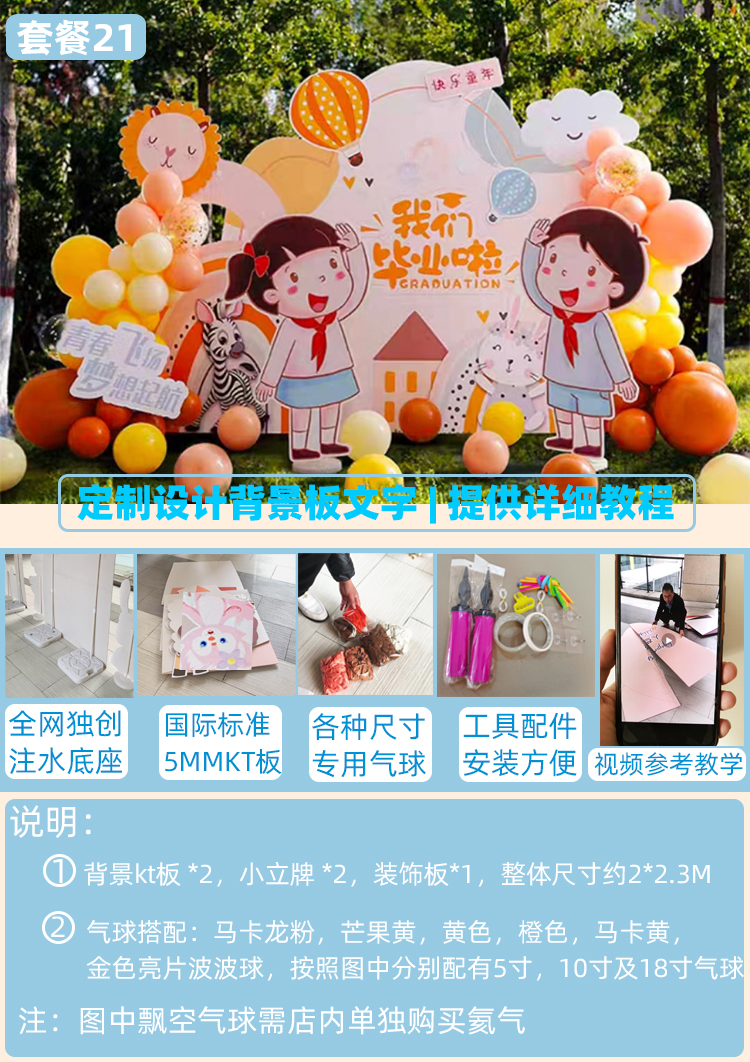 套餐21
快乐童年
我们
毕业啦
GRADUATION
青春 飞扬
梦想起航
定制设计背景板文字 | 提供详细教程
全网独创
注水底座
国际标准
5MMKT板
各种尺寸
专用气球
工具配件
安装方便
视频参考教学
说明：
① 背景kt板 *2，小立牌 *2，装饰板*1，整体尺寸约2*2.3M
② 气球搭配：马卡龙粉，芒果黄，黄色，橙色，马卡黄，
金色亮片波波球，按照图中分别配有5寸，10寸及18寸气球
注：图中飘空气球需店内单独购买氦气